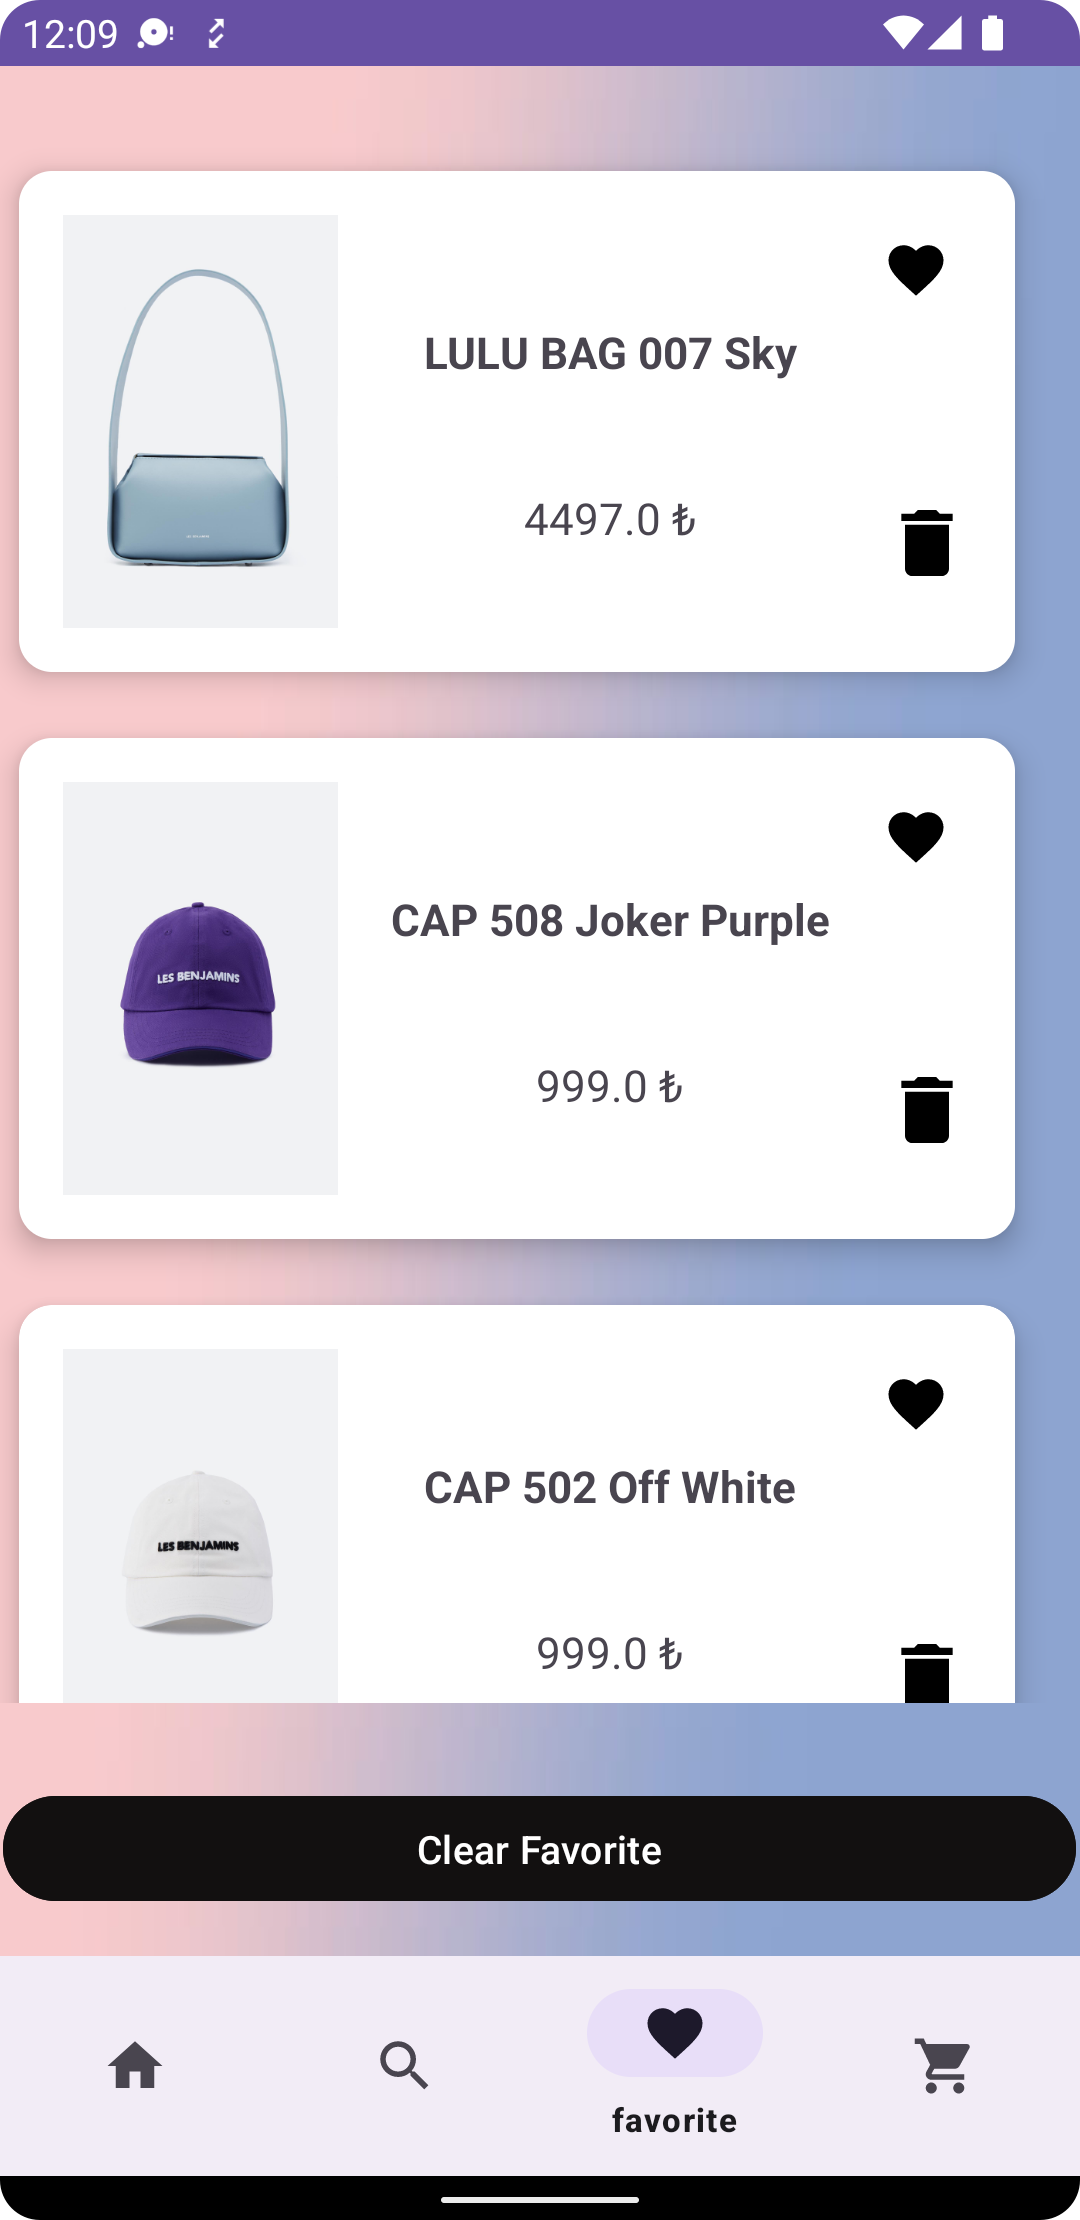 12:09
LULU BAG 007 Sky
4497.0 ₺
LES BENJAMINS
CAP 508 Joker Purple
999.0 ₺
LES BENJAMINS
CAP 502 Off White
999.0 ₺
Clear Favorite
favorite